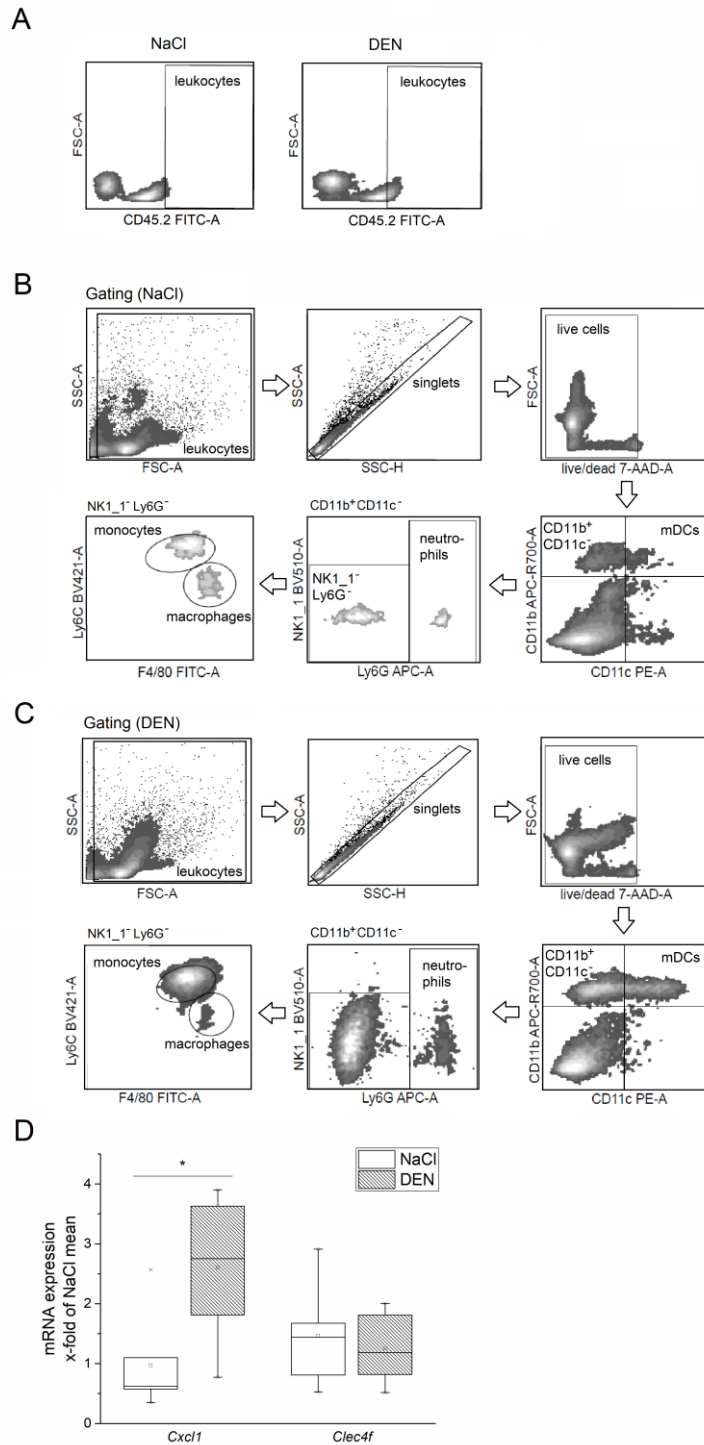 A
NaCl
DEN
leukocytes
leukocytes
FSC-A
FSC-A
CD45.2 FITC-A
CD45.2 FITC-A
B
Gating (NaCl)
SSC-A
leukocytes
FSC-A
SSC-A
singlets
SSC-H
FSC-A
live cells
live/dead 7-AAD-A
NK1_1⁻ Ly6G⁻
monocytes
macrophages
Ly6C BV421-A
F4/80 FITC-A
CD11b⁺CD11c⁻
neutro-
phils
NK1_1⁻
Ly6G⁻
NK1_1 BV510-A
Ly6G APC-A
CD11b⁺
CD11c⁻
mDCs
CD11b APC-R700-A
CD11c PE-A
C
Gating (DEN)
SSC-A
leukocytes
FSC-A
SSC-A
singlets
SSC-H
FSC-A
live cells
live/dead 7-AAD-A
NK1_1⁻ Ly6G⁻
monocytes
macrophages
Ly6C BV421-A
F4/80 FITC-A
CD11b⁺CD11c⁻
neutro-
phils
NK1_1 BV510-A
Ly6G APC-A
CD11b⁺
CD11c⁻
mDCs
CD11b APC-R700-A
CD11c PE-A
D
NaCl
DEN
*
mRNA expression
x-fold of NaCl mean
4
3
2
1
0
Cxcl1
Clec4f